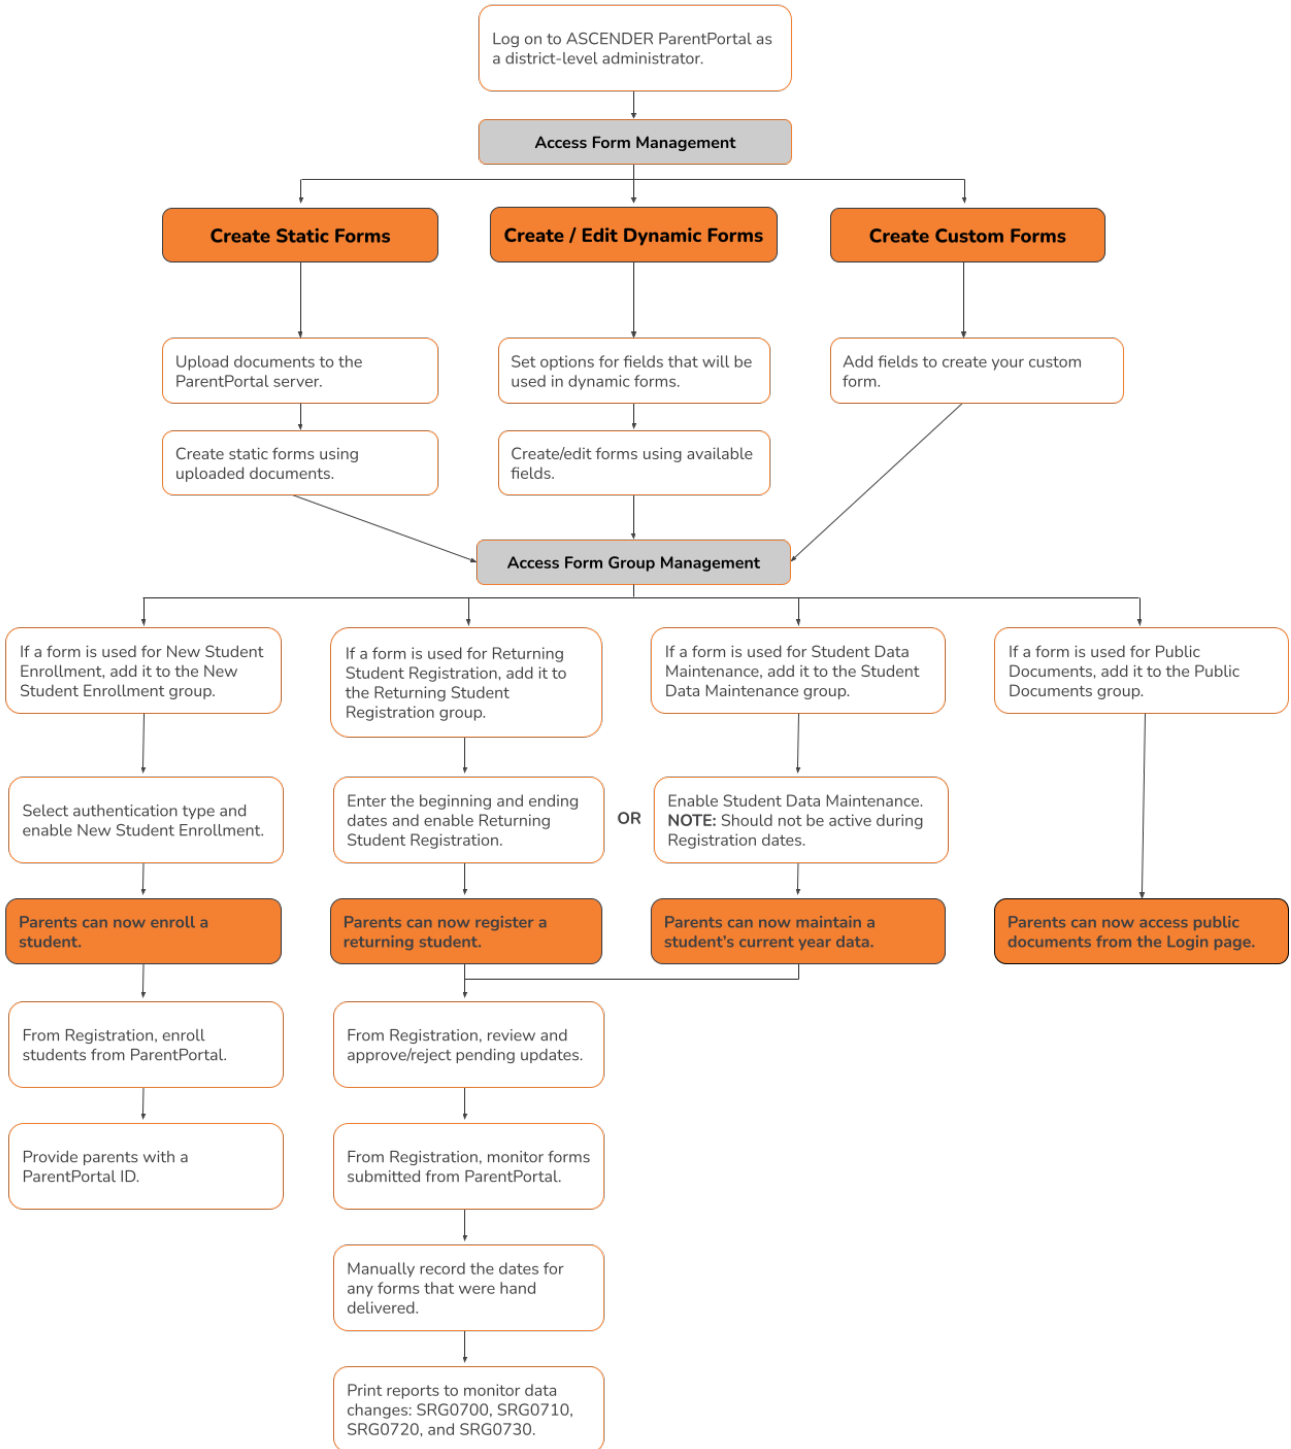 Log on to ASCENDER ParentPortal as
a district-level administrator.
Access Form Management
Create Static Forms
Create / Edit Dynamic Forms
Create Custom Forms
Upload documents to the
ParentPortal server.
Set options for fields that will be
used in dynamic forms.
Add fields to create your custom
form.
Create static forms using
uploaded documents.
Create/edit forms using available
fields.
Access Form Group Management
If a form is used for New Student
Enrollment, add it to the New
Student Enrollment group.
If a form is used for Returning
Student Registration, add it to
the Returning Student
Registration group.
If a form is used for Student Data
Maintenance, add it to the Student
Data Maintenance group.
If a form is used for Public
Documents, add it to the Public
Documents group.
Select authentication type and
enable New Student Enrollment.
Enter the beginning and ending
dates and enable Returning
Student Registration.
OR
Enable Student Data Maintenance.
NOTE: Should not be active during
Registration dates.
Parents can now enroll a
student.
Parents can now register a
returning student.
Parents can now maintain a
student's current year data.
Parents can now access public
documents from the Login page.
From Registration, enroll
students from ParentPortal.
From Registration, review and
approve/reject pending updates.
Provide parents with a
ParentPortal ID.
From Registration, monitor forms
submitted from ParentPortal.
Manually record the dates for
any forms that were hand
delivered.
Print reports to monitor data
changes: SRG0700, SRG0710,
SRG0720, and SRG0730.